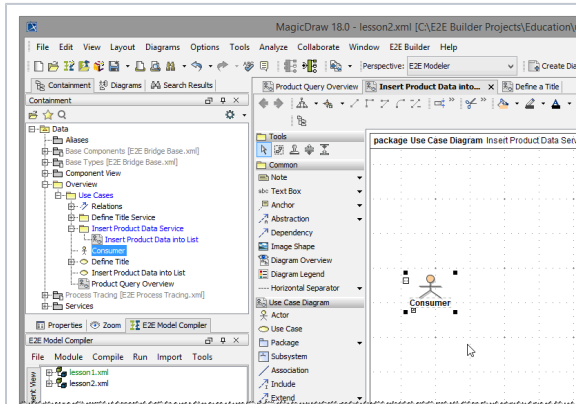 MagicDraw 18.0 - lesson2.xml [C:\E2E Builder Projects\Education\
File Edit View Layout Diagrams Options Tools Analyze Collaborate Window E2E Builder Help
Perspective: E2E Modeler
Create Dia
Containment Diagrams Search Results
Containment
Data
Aliases
Base Components [E2E Bridge Base.xml]
Base Types [E2E Bridge Base.xml]
Component View
Overview
Use Cases
Relations
Define Title Service
Insert Product Data Service
Insert Product Data into List
Consumer
Define Title
Insert Product Data into List
Product Query Overview
Process Tracing [E2E Process Tracing.xml]
Services
Properties Zoom E2E Model Compiler
E2E Model Compiler
File Module Compile Run Import Tools
ent View
lesson1.xml
lesson2.xml
Product Query Overview Insert Product Data into... Define a Title
Tools
Common
Note
abc Text Box
Anchor
Abstraction
Dependency
Image Shape
Diagram Overview
Diagram Legend
Horizontal Separator
Use Case Diagram
Actor
Use Case
Package
Subsystem
Association
Include
Extend
package Use Case Diagram Insert Product Data Serv
Consumer